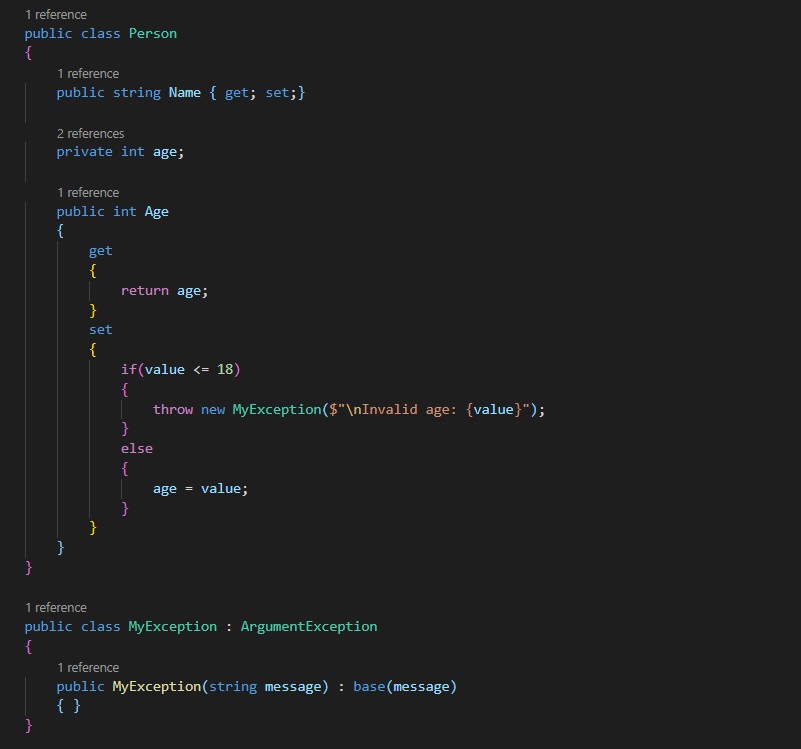 1 reference
public class Person
{
1 reference
public string Name { get; set;}
2 references
private int age;
1 reference
public int Age
{
get
{
return age;
}
set
{
if(value <= 18)
{
throw new MyException($"\nInvalid age: {value}");
}
else
{
age = value;
}
}
}
}
1 reference
public class MyException : ArgumentException
{
1 reference
public MyException(string message) : base(message)
{ }
}